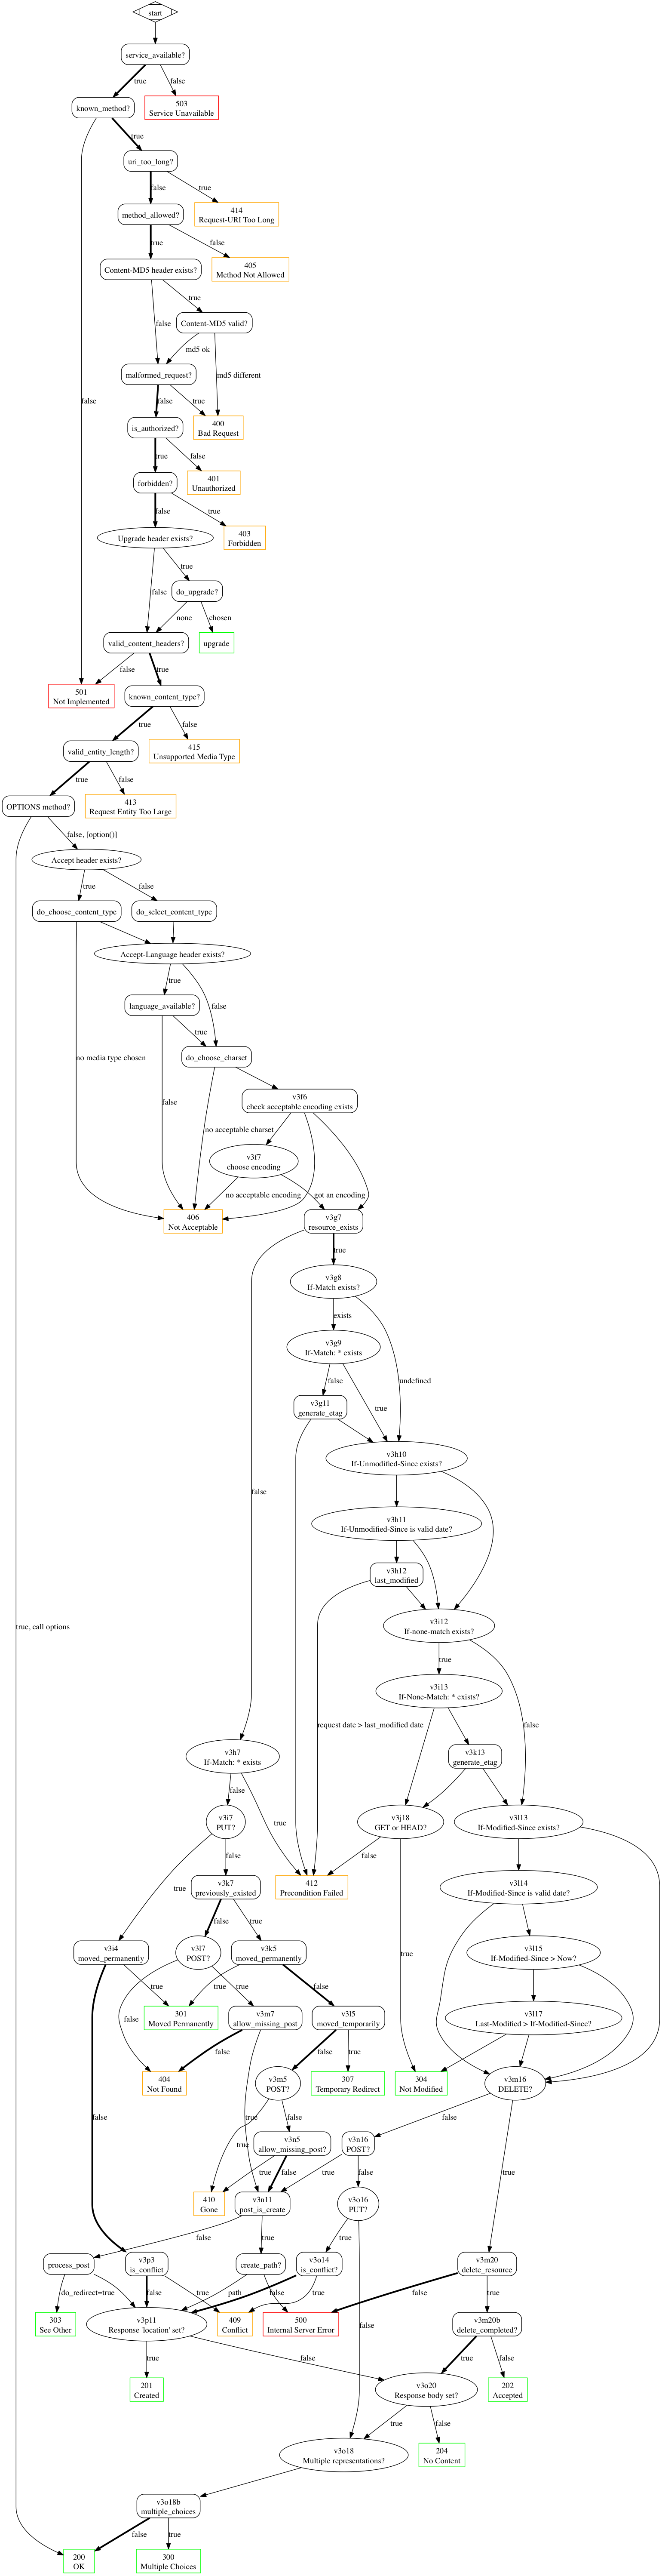 start
service_available?
true
false
known_method?
503
Service Unavailable
true
uri_too_long?
false
true
method_allowed?
414
Request-URI Too Long
true
false
Content-MD5 header exists?
405
Method Not Allowed
true
Content-MD5 valid?
false
md5 ok
malformed_request?
md5 different
false
false
true
is_authorized?
400
Bad Request
true
false
forbidden?
401
Unauthorized
false
true
Upgrade header exists?
403
Forbidden
true
do_upgrade?
false
none
chosen
valid_content_headers?
upgrade
false
true
501
Not Implemented
known_content_type?
true
false
valid_entity_length?
415
Unsupported Media Type
true
false
OPTIONS method?
413
Request Entity Too Large
false, [option()]
Accept header exists?
true
false
do_choose_content_type
do_select_content_type
Accept-Language header exists?
true
language_available?
false
true
do_choose_charset
no media type chosen
false
v3f6
check acceptable encoding exists
no acceptable charset
v3f7
choose encoding
no acceptable encoding
got an encoding
406
Not Acceptable
v3g7
resource_exists
true
v3g8
If-Match exists?
exists
v3g9
If-Match: * exists
false
undefined
v3g11
generate_etag
true
v3h10
If-Unmodified-Since exists?
false
v3h11
If-Unmodified-Since is valid date?
v3h12
last_modified
v3i12
If-none-match exists?
true, call options
true
v3i13
If-None-Match: * exists?
request date > last_modified date
false
v3h7
If-Match: * exists
v3k13
generate_etag
false
v3i7
PUT?
true
v3j18
GET or HEAD?
v3l13
If-Modified-Since exists?
false
false
true
v3k7
previously_existed
412
Precondition Failed
v3l14
If-Modified-Since is valid date?
false
true
v3i4
moved_permanently
v3l7
POST?
v3k5
moved_permanently
true
v3l15
If-Modified-Since > Now?
true
true
true
false
false
301
Moved Permanently
v3m7
allow_missing_post
v3l5
moved_temporarily
v3l17
Last-Modified > If-Modified-Since?
false
false
true
404
Not Found
v3m5
POST?
307
Temporary Redirect
304
Not Modified
v3m16
DELETE?
false
true
true
false
false
v3n5
allow_missing_post?
v3n16
POST?
true
true
false
true
false
410
Gone
v3n11
post_is_create
v3o16
PUT?
false
true
true
process_post
v3p3
is_conflict
create_path?
v3o14
is_conflict?
v3m20
delete_resource
do_redirect=true
false
true
path
false
true
false
true
303
See Other
v3p11
Response 'location' set?
409
Conflict
500
Internal Server Error
false
v3m20b
delete_completed?
true
false
true
false
201
Created
v3o20
Response body set?
202
Accepted
true
false
v3o18
Multiple representations?
204
No Content
v3o18b
multiple_choices
false
true
200
OK
300
Multiple Choices